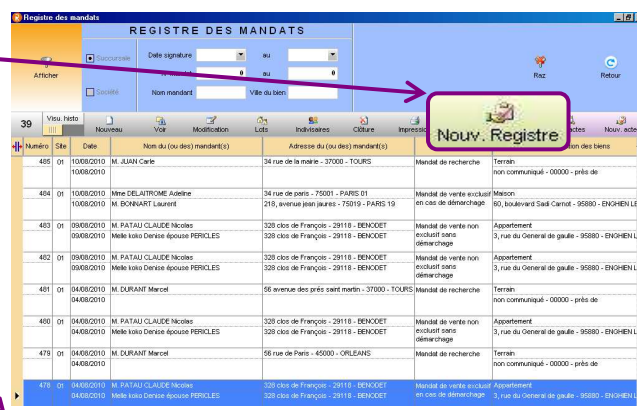 Registre des mandats
REGISTRE DES MANDATS
Succursale Date signature au
0 au 0
Société Nom mandant Ville du bien
Afficher Raz Retour
39 Visu. histo Nouveau Voir Modification Lots Indivisaires Clôture Impression Nouv. Registre actes Nouv. acte
Numéro Site Date Nom du (ou des) mandant(s) Adresse du (ou des) mandant(s) des biens
485 01 10/08/2010 M. JUAN Carle 34 rue de la mairie - 37000 - TOURS Mandat de recherche Terrain
10/08/2010 non communiqué - 00000 - près de
484 01 10/08/2010 Mme DELAITROME Adeline 34 rue de paris - 75001 - PARIS 01 Mandat de vente exclusif Maison
10/08/2010 M. BONNART Laurent 218, avenue jean jaures - 75019 - PARIS 19 en cas de démarchage 60, boulevard Sadi Carnot - 95880 - ENGHIEN LE
483 01 09/08/2010 M. PATAU CLAUDE Nicolas 328 clos de François - 29118 - BENODET Mandat de vente non Appartement
09/08/2010 Melle koko Denise épouse PERICLES 328 clos de François - 29118 - BENODET exclusif sans 3, rue du General de gaulle - 95880 - ENGHIEN L
démarchage
482 01 09/08/2010 M. PATAU CLAUDE Nicolas 328 clos de François - 29118 - BENODET Mandat de vente non Appartement
09/08/2010 Melle koko Denise épouse PERICLES 328 clos de François - 29118 - BENODET exclusif sans 3, rue du General de gaulle - 95880 - ENGHIEN L
démarchage
481 01 04/08/2010 M. DURANT Marcel 56 avenue des prés saint martin - 37000 - TOURS Mandat de recherche Terrain
04/08/2010 non communiqué - 00000 - près de
480 01 04/08/2010 M. PATAU CLAUDE Nicolas 328 clos de François - 29118 - BENODET Mandat de vente non Appartement
04/08/2010 Melle koko Denise épouse PERICLES 328 clos de François - 29118 - BENODET exclusif sans 3, rue du General de gaulle - 95880 - ENGHIEN L
démarchage
479 01 04/08/2010 M. DURANT Marcel 56 rue de Paris - 45000 - ORLEANS Mandat de recherche Terrain
04/08/2010 non communiqué - 00000 - près de
478 01 04/08/2010 M. PATAU CLAUDE Nicolas 328 clos de François - 29118 - BENODET Mandat de vente exclusif Appartement
04/08/2010 Melle koko Denise épouse PERICLES 328 clos de François - 29118 - BENODET en cas de démarchage 3, rue du General de gaulle - 95880 - ENGHIEN L